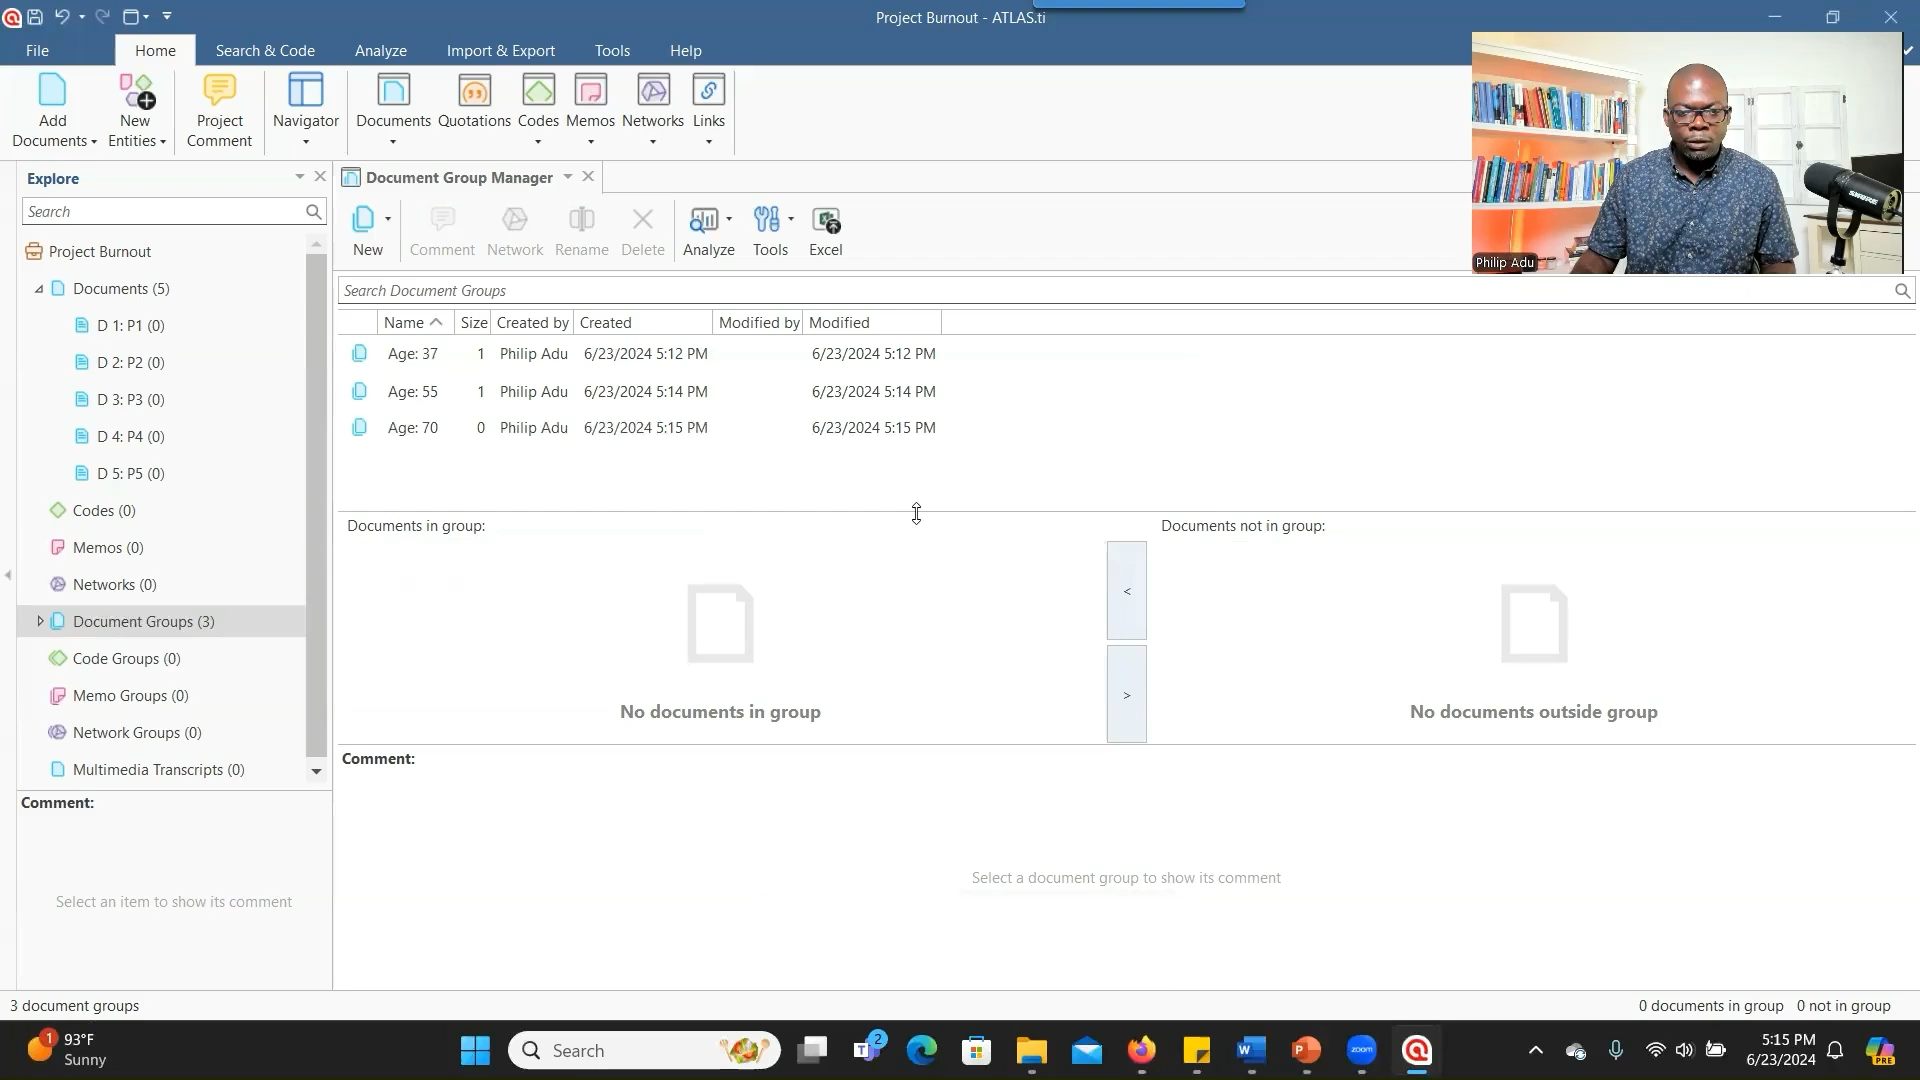 Project Burnout - ATLAS.ti
File Home Search & Code Analyze Import & Export Tools Help
Add Documents
New Entities
Project Comment
Navigator
Documents
Quotations
Codes
Memos
Networks
Links
Philip Adu
Explore
Search
Project Burnout
Documents (5)
D 1: P1 (0)
D 2: P2 (0)
D 3: P3 (0)
D 4: P4 (0)
D 5: P5 (0)
Codes (0)
Memos (0)
Networks (0)
Document Groups (3)
Code Groups (0)
Memo Groups (0)
Network Groups (0)
Multimedia Transcripts (0)
Comment:
Select an item to show its comment
Document Group Manager
New Comment Network Rename Delete Analyze Tools Excel
Search Document Groups
Name Size Created by Created Modified by Modified
Age: 37 1 Philip Adu 6/23/2024 5:12 PM 6/23/2024 5:12 PM
Age: 55 1 Philip Adu 6/23/2024 5:14 PM 6/23/2024 5:14 PM
Age: 70 0 Philip Adu 6/23/2024 5:15 PM 6/23/2024 5:15 PM
Documents in group:
No documents in group
<
>
Documents not in group:
No documents outside group
Comment:
Select a document group to show its comment
3 document groups
0 documents in group 0 not in group
1
93°F
Sunny
Search
2
zoom
PRE
5:15 PM
6/23/2024